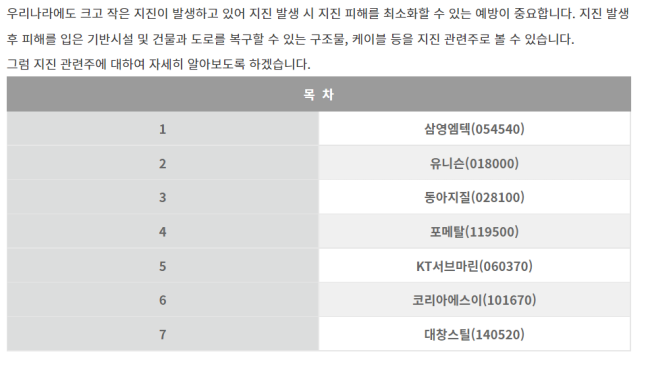 우리나라에도 크고 작은 지진이 발생하고 있어 지진 발생 시 지진 피해를 최소화할 수 있는 예방이 중요합니다. 지진 발생
후 피해를 입은 기반시설 및 건물과 도로를 복구할 수 있는 구조물, 케이블 등을 지진 관련주로 볼 수 있습니다.
그럼 지진 관련주에 대하여 자세히 알아보도록 하겠습니다.
목 차
1 삼영엠텍(054540)
2 유니슨(018000)
3 동아지질(028100)
4 포메탈(119500)
5 KT서브마린(060370)
6 코리아에스이(101670)
7 대창스틸(140520)